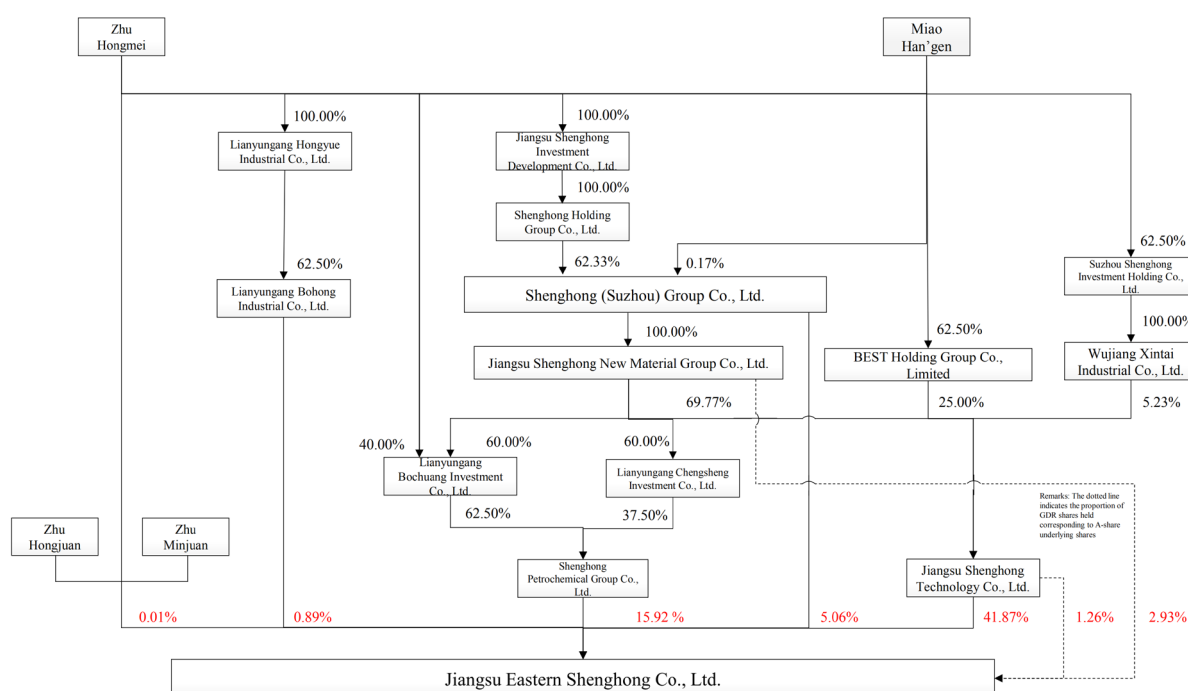 Zhu
Hongmei
Miao
Han'gen
100.00%
Lianyungang Hongyue
Industrial Co., Ltd.
100.00%
Jiangsu Shenghong
Investment
Development Co., Ltd.
100.00%
Shenghong Holding
Group Co., Ltd.
62.50%
Lianyungang Bohong
Industrial Co., Ltd.
62.33%
0.17%
Shenghong (Suzhou) Group Co., Ltd.
62.50%
Suzhou Shenghong
Investment Holding Co.,
Ltd.
100.00%
Jiangsu Shenghong New Material Group Co., Ltd.
62.50%
BEST Holding Group Co.,
Limited
100.00%
Wujiang Xintai
Industrial Co., Ltd.
69.77%
25.00%
5.23%
40.00%
60.00%
60.00%
Lianyungang
Bochuang Investment
Co., Ltd.
Lianyungang Chengsheng
Investment Co., Ltd.
62.50%
37.50%
Remarks: The dotted line
indicates the proportion of
GDR shares held
corresponding to A-share
underlying shares
Zhu
Hongjuan
Zhu
Minjuan
Shenghong
Petrochemical Group Co.,
Ltd.
Jiangsu Shenghong
Technology Co., Ltd.
0.01%
0.89%
15.92 %
5.06%
41.87%
1.26%
2.93%
Jiangsu Eastern Shenghong Co., Ltd.